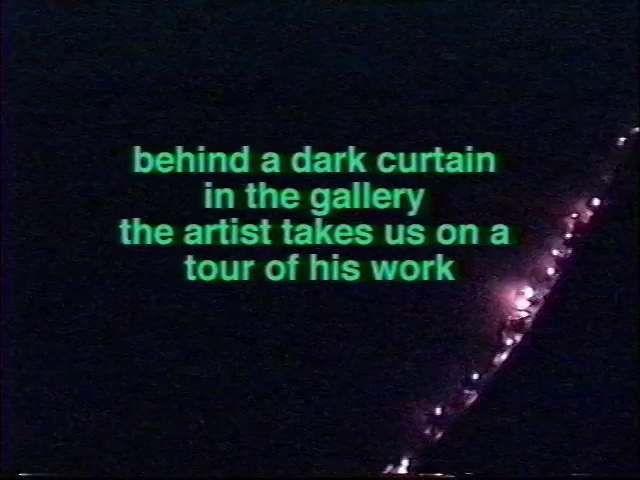 behind a dark curtain
in the gallery
the artist takes us on a
tour of his work